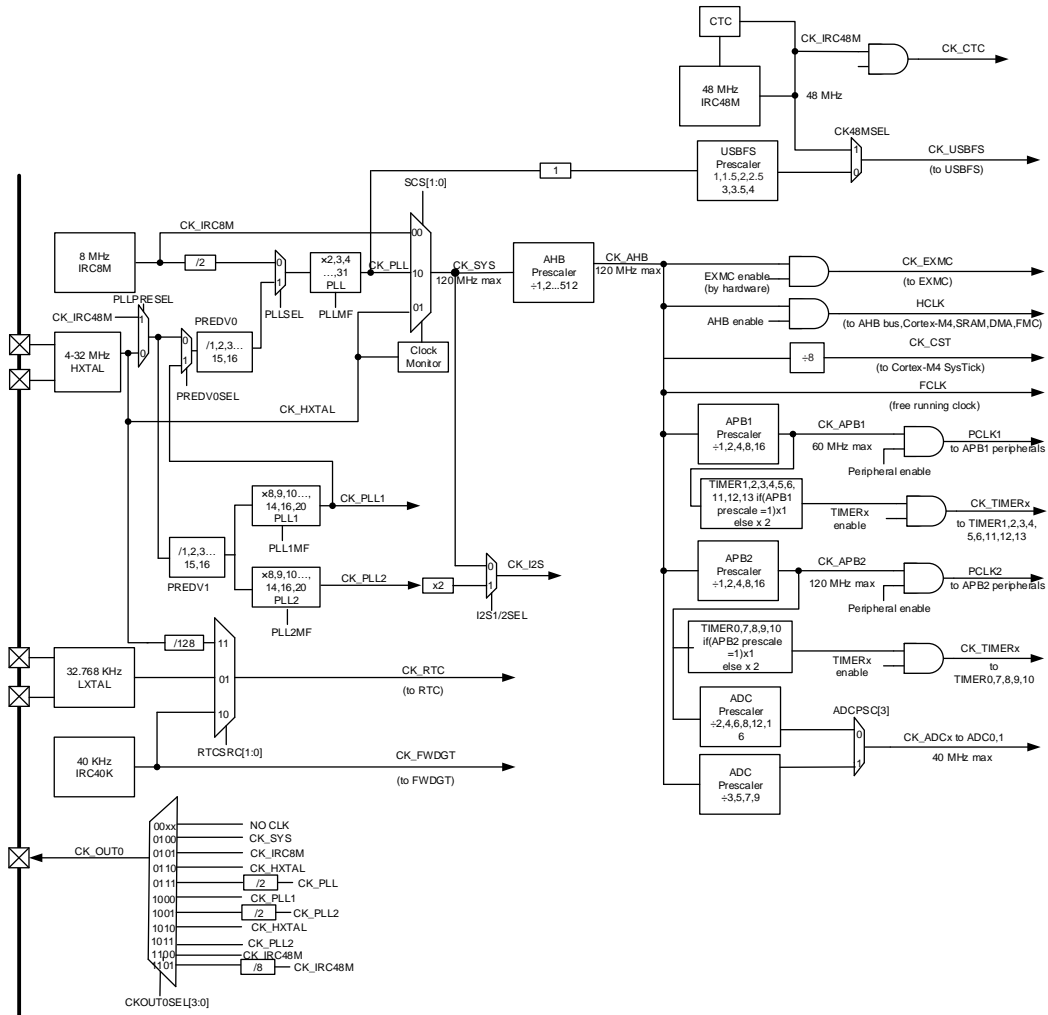 CTC
CK_IRC48M
CK_CTC
48 MHz
IRC48M
48 MHz
CK48MSEL
1
0
CK_USBFS
(to USBFS)
USBFS
Prescaler
1,1.5,2,2.5
3,3.5,4
1
SCS[1:0]
CK_IRC8M
00
10
01
8 MHz
IRC8M
/2
0
1
PLLSEL
×2,3,4
…,31
PLL
PLLMF
CK_PLL
CK_SYS
120 MHz max
AHB
Prescaler
÷1,2...512
CK_AHB
120 MHz max
EXMC enable
(by hardware)
CK_EXMC
(to EXMC)
AHB enable
HCLK
(to AHB bus,Cortex-M4,SRAM,DMA,FMC)
÷8
CK_CST
(to Cortex-M4 SysTick)
FCLK
(free running clock)
PLLPRESEL
CK_IRC48M
1
0
4-32 MHz
HXTAL
PREDV0
0
1
/1,2,3…
15,16
PREDV0SEL
Clock
Monitor
CK_HXTAL
APB1
Prescaler
÷1,2,4,8,16
CK_APB1
60 MHz max
Peripheral enable
PCLK1
to APB1 peripherals
TIMER1,2,3,4,5,6,
11,12,13 if(APB1
prescale =1)x1
else x 2
TIMERx
enable
CK_TIMERx
to TIMER1,2,3,4,
5,6,11,12,13
×8,9,10…,
14,16,20
PLL1
PLL1MF
CK_PLL1
/1,2,3…
15,16
PREDV1
×8,9,10…,
14,16,20
PLL2
PLL2MF
CK_PLL2
x2
0
1
CK_I2S
I2S1/2SEL
APB2
Prescaler
÷1,2,4,8,16
CK_APB2
120 MHz max
Peripheral enable
PCLK2
to APB2 peripherals
TIMER0,7,8,9,10
if(APB2 prescale
=1)x1
else x 2
TIMERx
enable
CK_TIMERx
to
TIMER0,7,8,9,10
/128
11
01
10
32.768 KHz
LXTAL
CK_RTC
(to RTC)
RTCSRC[1:0]
40 KHz
IRC40K
CK_FWDGT
(to FWDGT)
ADC
Prescaler
÷2,4,6,8,12,1
6
ADCPSC[3]
0
1
CK_ADCx to ADC0,1
40 MHz max
ADC
Prescaler
÷3,5,7,9
CK_OUT0
00xx NO CLK
0100 CK_SYS
0101 CK_IRC8M
0110 CK_HXTAL
0111 /2 CK_PLL
1000 CK_PLL1
1001 /2 CK_PLL2
1010 CK_HXTAL
1011 CK_PLL2
1100 CK_IRC48M
1101 /8 CK_IRC48M
CKOUT0SEL[3:0]